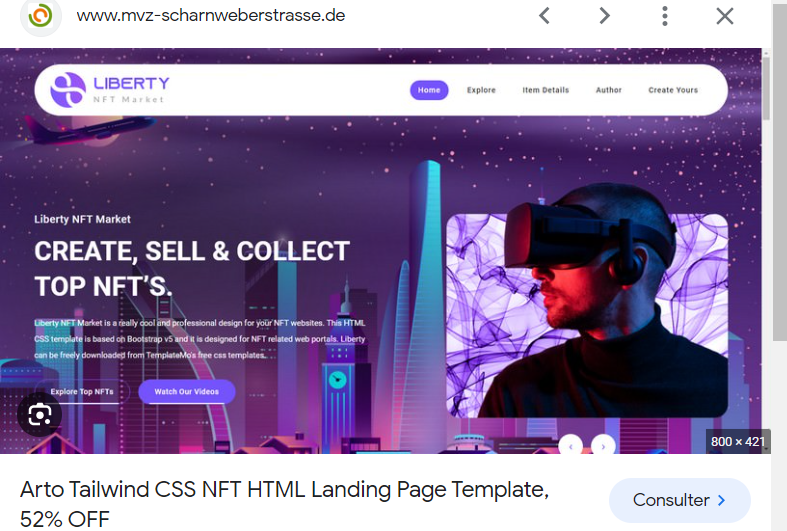 www.mvz-scharnweberstrasse.de
LIBERTY
NFT Market
Home Explore Item Details Author Create Yours
Liberty NFT Market
CREATE, SELL & COLLECT
TOP NFT'S.
Liberty NFT Market is a really cool and professional design for your NFT websites. This HTML
CSS template is based on Bootstrap v5 and it is designed for NFT related web portals. Liberty
can be freely downloaded from TemplateMo's free css templates.
Explore Top NFTs Watch Our Videos
800 × 421
Arto Tailwind CSS NFT HTML Landing Page Template,
52% OFF
Consulter